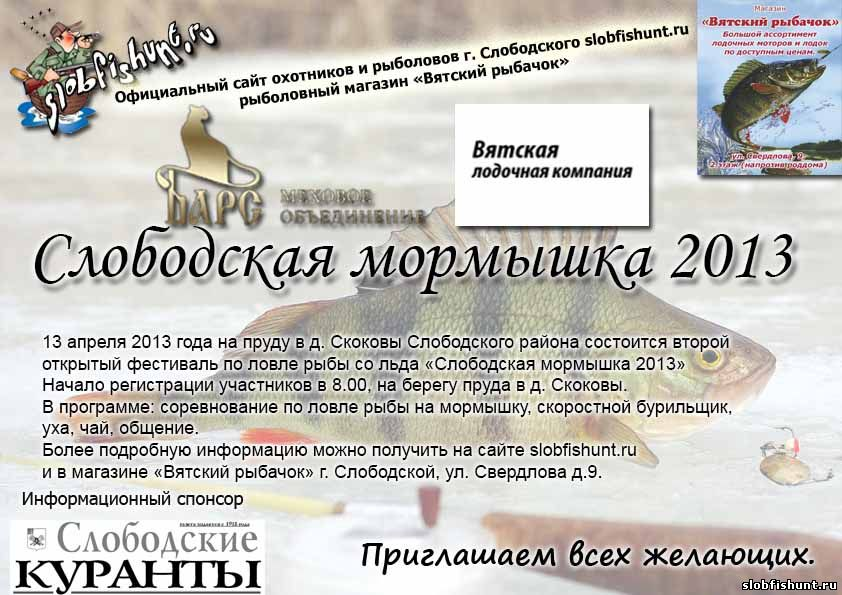 slobfishunt.ru
Официальный сайт охотников и рыболовов г. Слободского slobfishunt.ru
рыболовный магазин «Вятский рыбачок»
Магазин
«Вятский рыбачок»
Большой ассортимент
лодочных моторов и лодок
по доступным ценам.
ул. Свердлова 9
2 этаж (напротив роддома)
БАРС
МЕХОВОЕ
ОБЪЕДИНЕНИЕ
Вятская
лодочная компания
Слободская мормышка 2013
13 апреля 2013 года на пруду в д. Скоковы Слободского района состоится второй
открытый фестиваль по ловле рыбы со льда «Слободская мормышка 2013»
Начало регистрации участников в 8.00, на берегу пруда в д. Скоковы.
В программе: соревнование по ловле рыбы на мормышку, скоростной бурильщик,
уха, чай, общение.
Более подробную информацию можно получить на сайте slobfishunt.ru
и в магазине «Вятский рыбачок» г. Слободской, ул. Свердлова д.9.
Информационный спонсор
газета издается с 1918 года
Слободские
КУРАНТЫ
Приглашаем всех желающих.
slobfishunt.ru